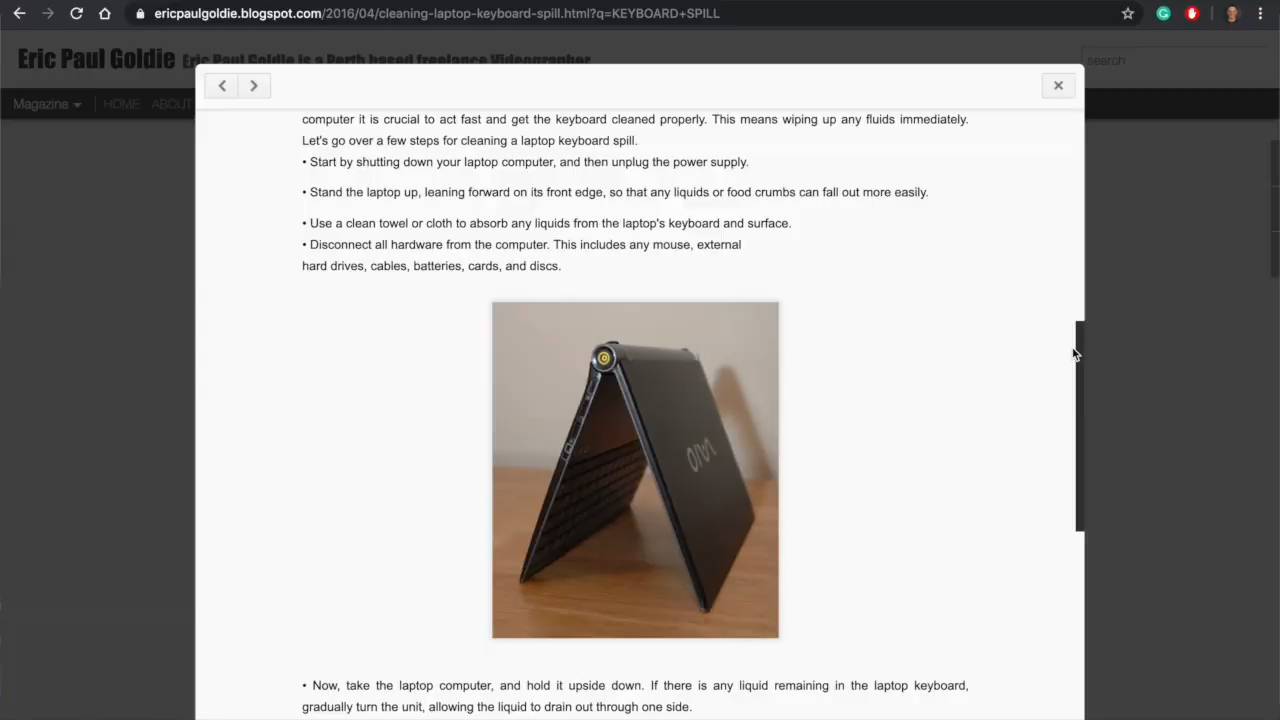 ericpaulgoldie.blogspot.com/2016/04/cleaning-laptop-keyboard-spill.html?q=KEYBOARD+SPILL
Eric Paul Goldie Eric Paul Goldie is a Perth based freelance Videographer
search
Magazine HOME ABOUT
computer it is crucial to act fast and get the keyboard cleaned properly. This means wiping up any fluids immediately.
Let's go over a few steps for cleaning a laptop keyboard spill.
• Start by shutting down your laptop computer, and then unplug the power supply.
• Stand the laptop up, leaning forward on its front edge, so that any liquids or food crumbs can fall out more easily.
• Use a clean towel or cloth to absorb any liquids from the laptop's keyboard and surface.
• Disconnect all hardware from the computer. This includes any mouse, external
hard drives, cables, batteries, cards, and discs.
VAIO
• Now, take the laptop computer, and hold it upside down. If there is any liquid remaining in the laptop keyboard,
gradually turn the unit, allowing the liquid to drain out through one side.